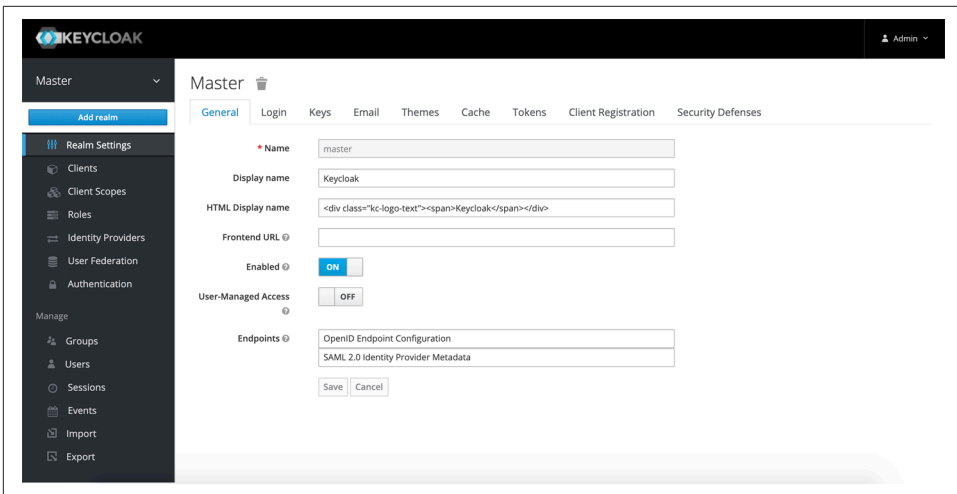 KEYCLOAK
Admin
Master
Add realm
Realm Settings
Clients
Client Scopes
Roles
Identity Providers
User Federation
Authentication
Manage
Groups
Users
Sessions
Events
Import
Export
Master
General Login Keys Email Themes Cache Tokens Client Registration Security Defenses
* Name master
Display name Keycloak
HTML Display name <div class="kc-logo-text"><span>Keycloak</span></div>
Frontend URL
Enabled ON
User-Managed Access OFF
Endpoints OpenID Endpoint Configuration
SAML 2.0 Identity Provider Metadata
Save Cancel